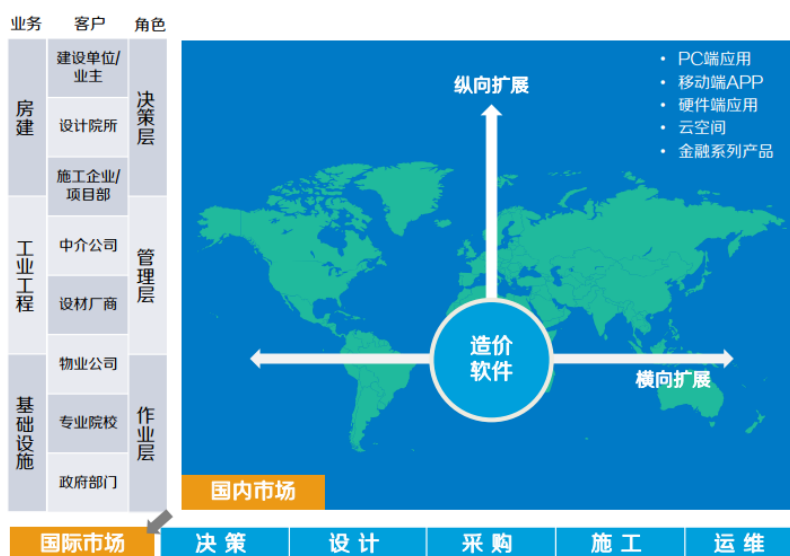 业务
客户
角色
房建
工业工程
基础设施
建设单位/
业主
设计院所
施工企业/
项目部
中介公司
设材厂商
物业公司
专业院校
政府部门
决策层
管理层
作业层
纵向扩展
• PC端应用
• 移动端APP
• 硬件端应用
• 云空间
• 金融系列产品
造价
软件
横向扩展
国内市场
国际市场
决策
设计
采购
施工
运维